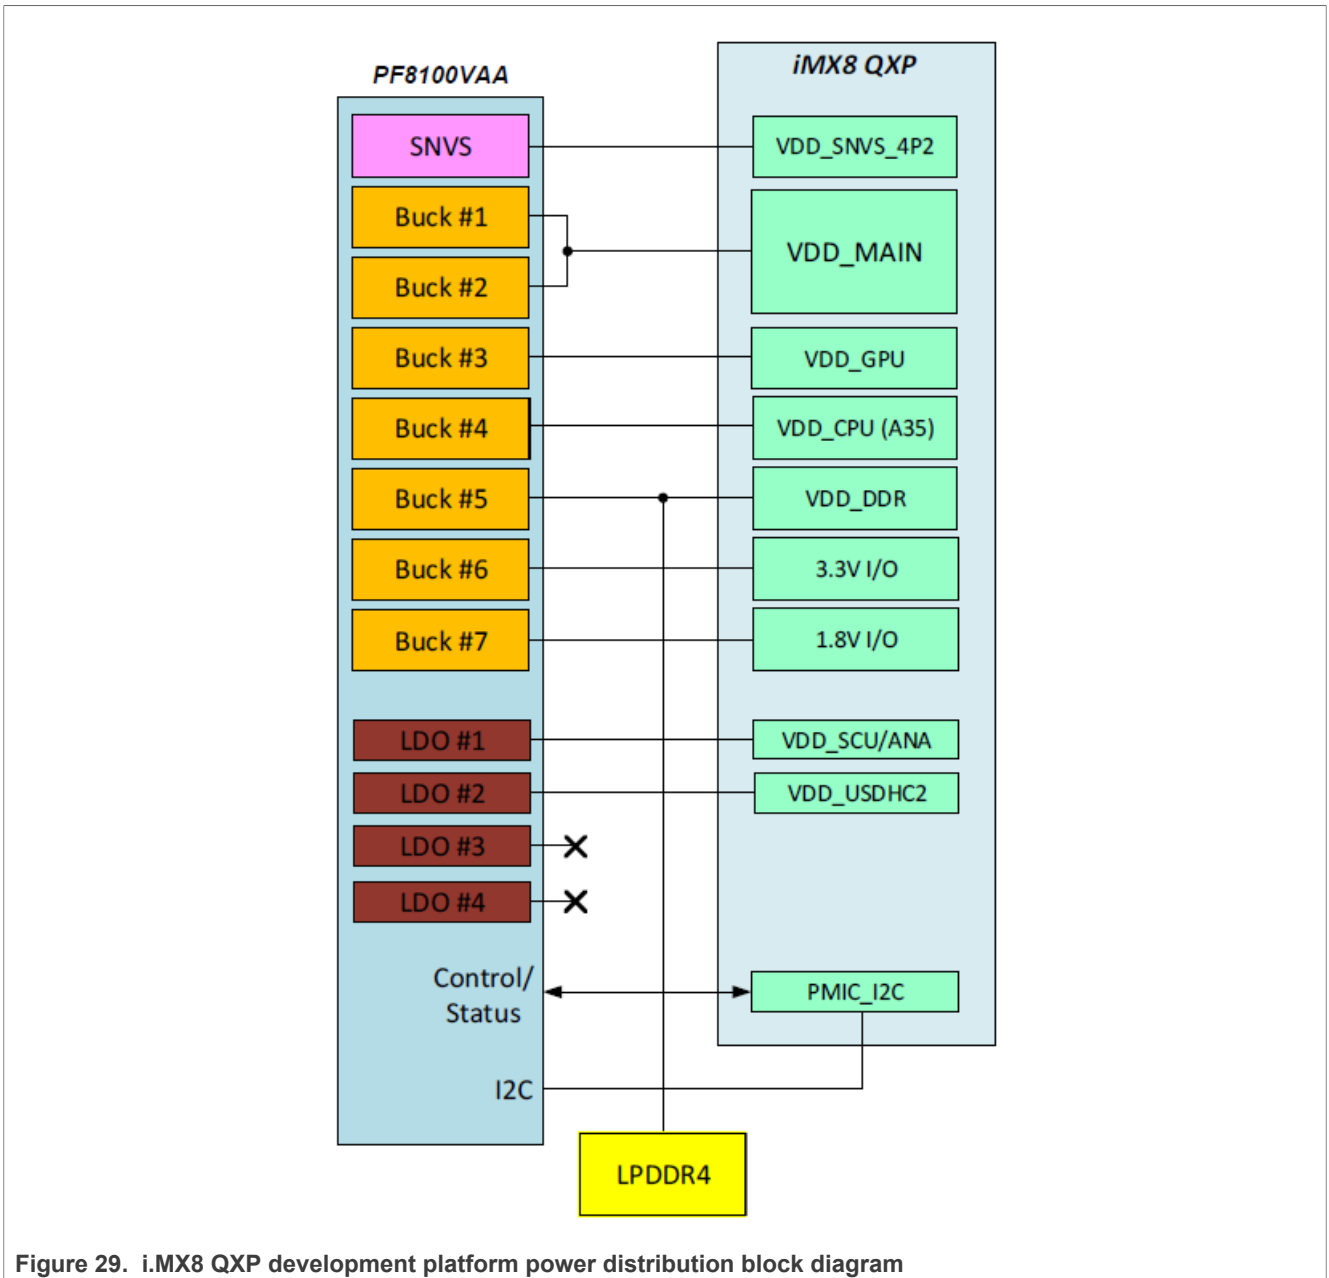 PF8100VAA
iMX8 QXP
SNVS
VDD_SNVS_4P2
Buck #1
VDD_MAIN
Buck #2
Buck #3
VDD_GPU
Buck #4
VDD_CPU (A35)
Buck #5
VDD_DDR
Buck #6
3.3V I/O
Buck #7
1.8V I/O
LDO #1
VDD_SCU/ANA
LDO #2
VDD_USDHC2
LDO #3
LDO #4
Control/
Status
PMIC_I2C
I2C
LPDDR4
Figure 29. i.MX8 QXP development platform power distribution block diagram